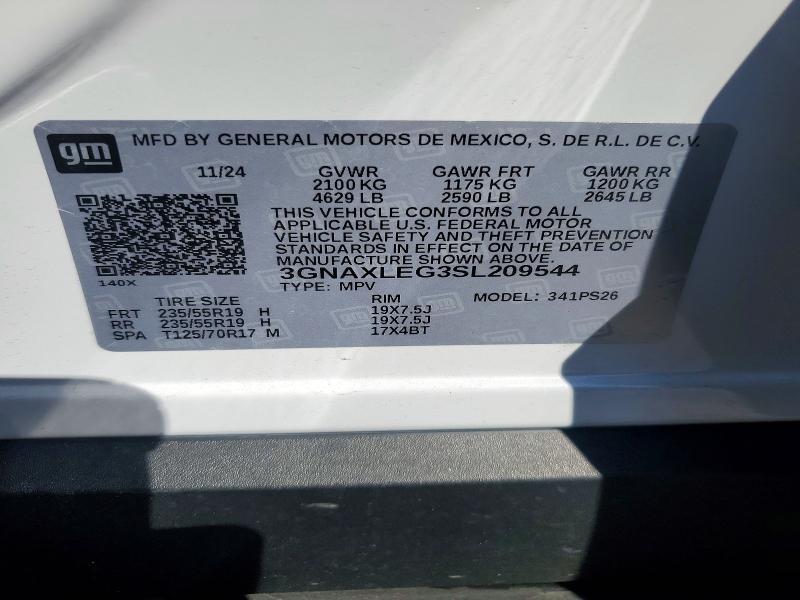 gm MFD BY GENERAL MOTORS DE MEXICO, S. DE R.L. DE C.V.
11/24 GVWR GAWR FRT GAWR RR
2100 KG 1175 KG 1200 KG
4629 LB 2590 LB 2645 LB
THIS VEHICLE CONFORMS TO ALL
APPLICABLE U.S. FEDERAL MOTOR
VEHICLE SAFETY AND THEFT PREVENTION
STANDARDS IN EFFECT ON THE DATE OF
MANUFACTURE SHOWN ABOVE.
3GNAXLEG3SL209544
140X
TYPE: MPV MODEL: 341PS26
TIRE SIZE RIM
FRT 235/55R19 H 19X7.5J
RR 235/55R19 H 19X7.5J
SPA T125/70R17 M 17X4BT